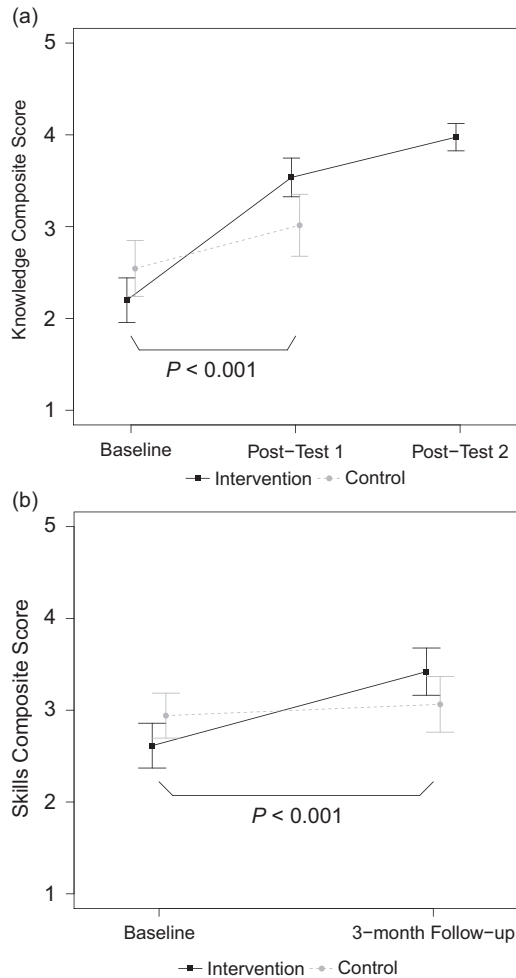 (a)
Knowledge Composite Score
5
4
3
2
1
P < 0.001
Baseline Post−Test 1 Post−Test 2
Intervention Control
(b)
Skills Composite Score
5
4
3
2
1
P < 0.001
Baseline 3−month Follow-up
Intervention Control